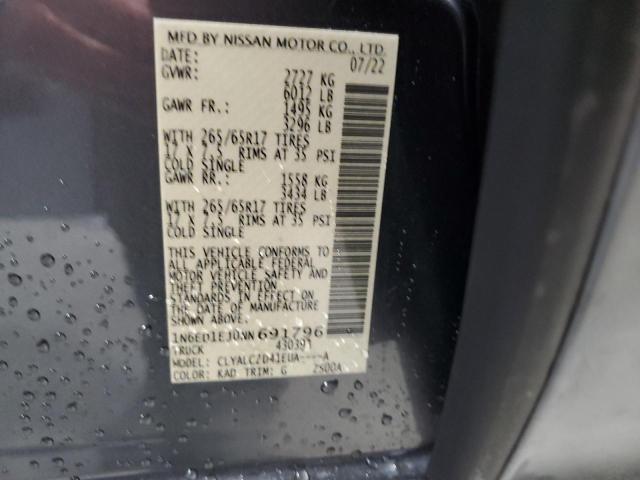 MFD BY NISSAN MOTOR CO., LTD.
DATE: 07/22
GVWR: 2727 KG
6012 LB
GAWR FR.: 1495 KG
3296 LB
WITH 265/65R17 TIRES
17 X 7.5 RIMS AT 35 PSI
COLD SINGLE
GAWR RR.: 1558 KG
3434 LB
WITH 265/65R17 TIRES
17 X 7.5 RIMS AT 35 PSI
COLD SINGLE
THIS VEHICLE CONFORMS TO
ALL APPLICABLE FEDERAL
MOTOR VEHICLE SAFETY AND
THEFT PREVENTION
STANDARDS IN EFFECT ON
THE DATE OF MANUFACTURE
SHOWN ABOVE.
1N6ED1EJ0NN691796
TRUCK 430391
MODEL: CLYALCZD41EUA----A
COLOR: KAD TRIM: G 2500A